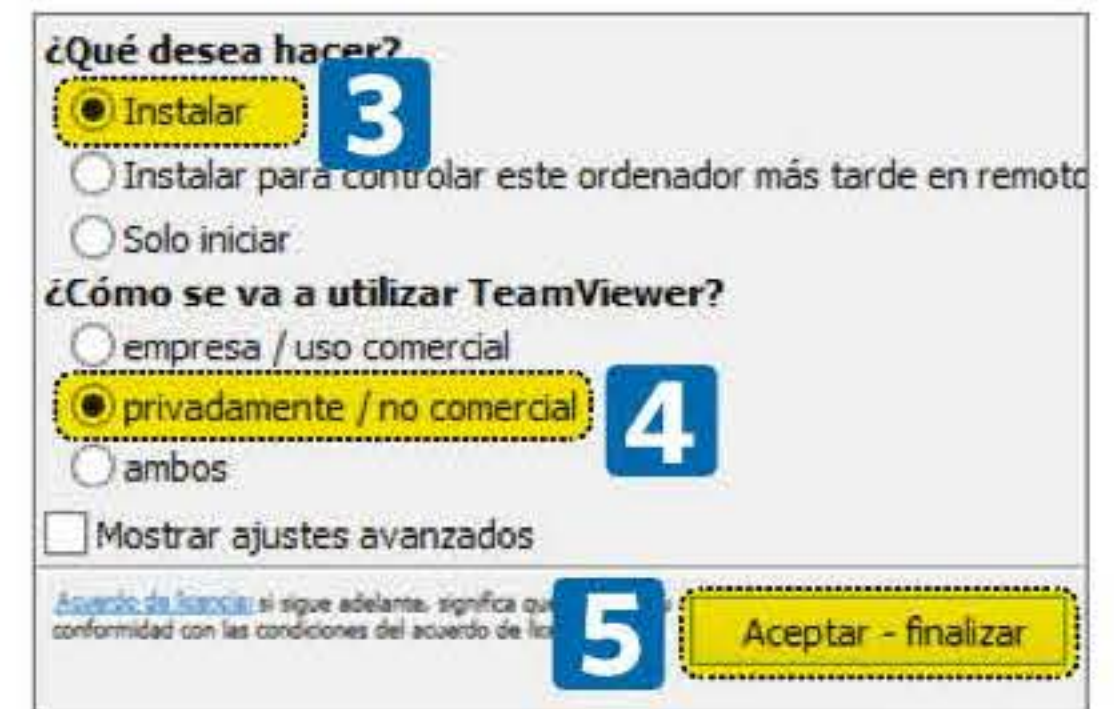 ¿Qué desea hacer?
Instalar
3
Instalar para controlar este ordenador más tarde en remoto
Solo iniciar
¿Cómo se va a utilizar TeamViewer?
empresa / uso comercial
privadamente / no comercial
4
ambos
Mostrar ajustes avanzados
Acuerdo de licencia: si sigue adelante, significa
conformidad con las condiciones del acuerdo de
5
Aceptar - finalizar